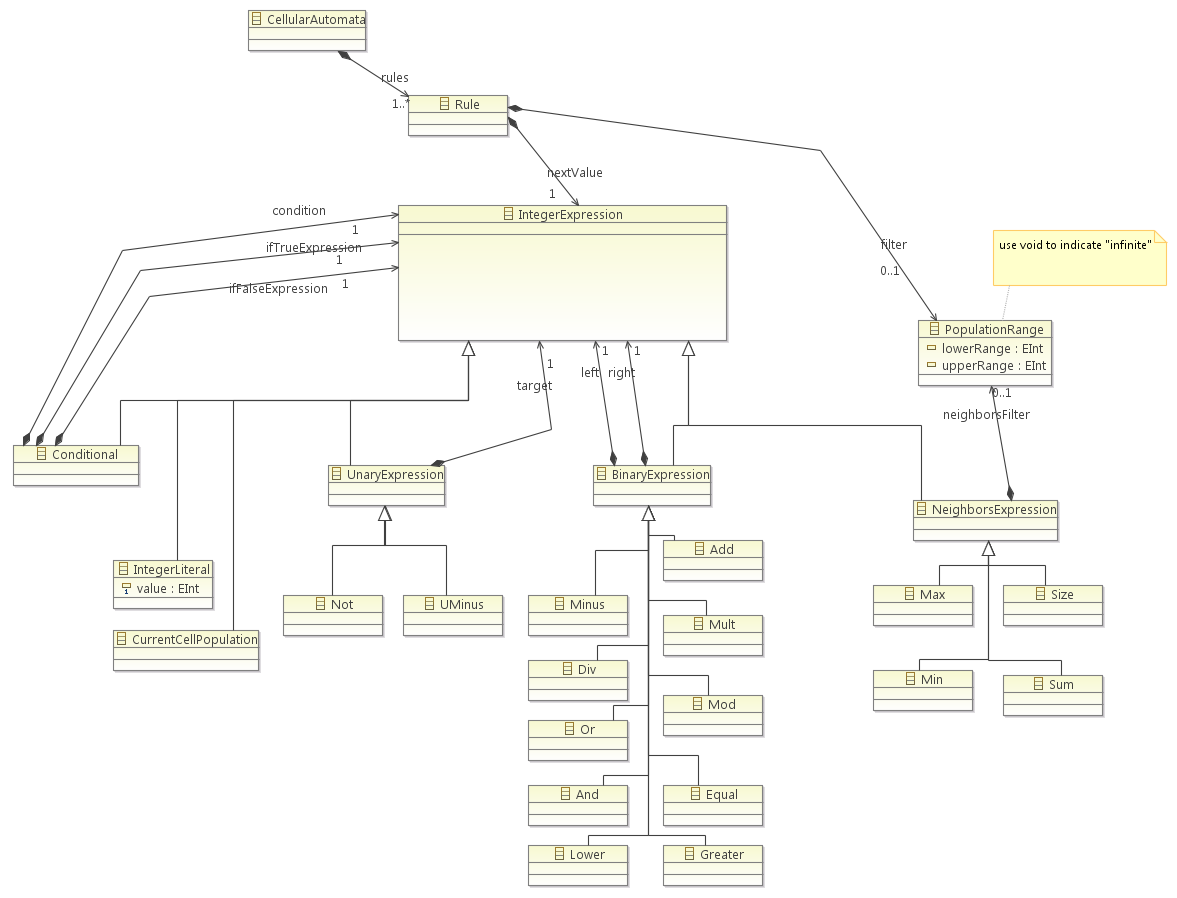 CellularAutomata
rules
1..*
Rule
nextValue
1
IntegerExpression
condition
1
ifTrueExpression
1
ifFalseExpression
1
filter
0..1
use void to indicate "infinite"
PopulationRange
lowerRange : EInt
upperRange : EInt
0..1
neighborsFilter
1
target
1
left
1
right
Conditional
UnaryExpression
BinaryExpression
NeighborsExpression
IntegerLiteral
value : EInt
CurrentCellPopulation
Not
UMinus
Add
Minus
Mult
Div
Mod
Or
And
Equal
Lower
Greater
Max
Size
Min
Sum